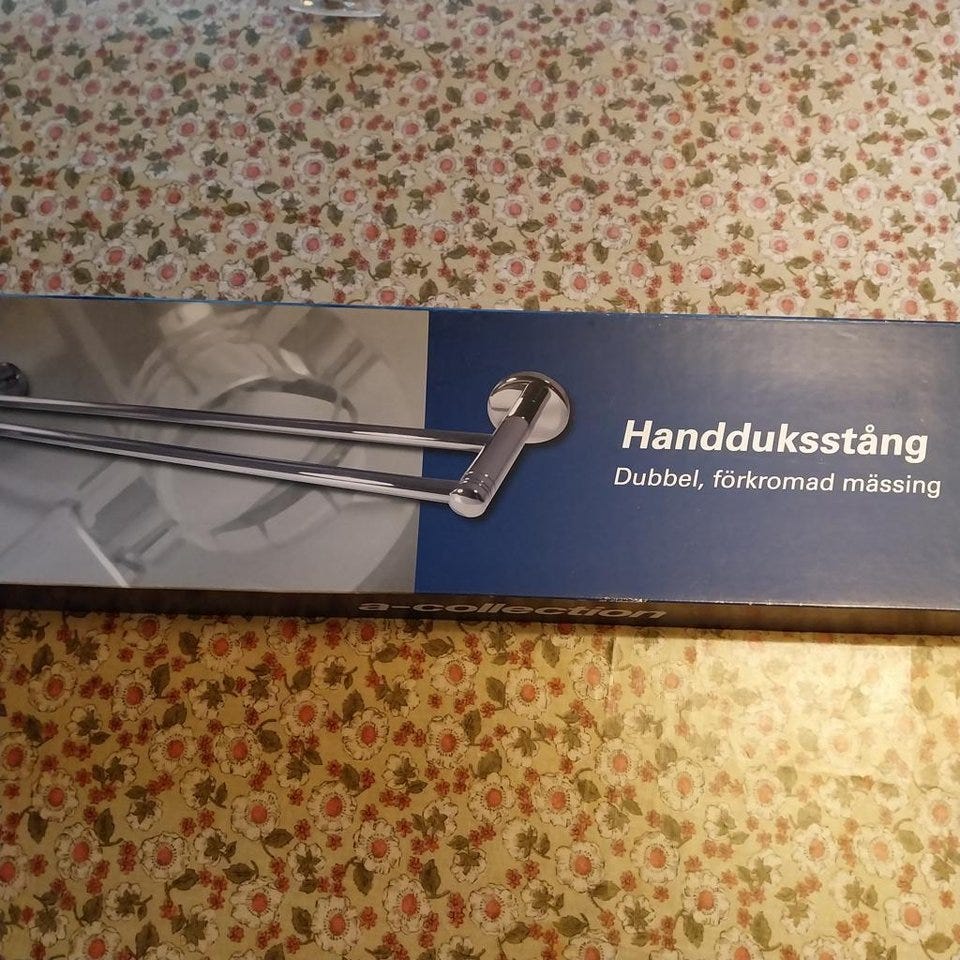 Handduksstång
Dubbel, förkromad mässing
a-collection